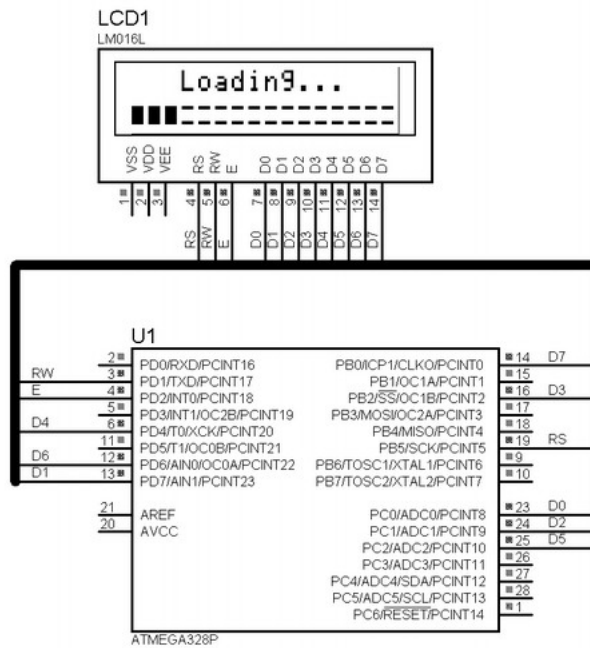 LCD1
LM016L
Loading...
VSS VDD VEE RS RW E D0 D1 D2 D3 D4 D5 D6 D7
1 2 3 4 5 6 7 8 9 10 11 12 13 14
RS RW E D0 D1 D2 D3 D4 D5 D6 D7
U1
2 PD0/RXD/PCINT16 PB0/ICP1/CLKO/PCINT0 14 D7
RW 3 PD1/TXD/PCINT17 PB1/OC1A/PCINT1 15
E 4 PD2/INT0/PCINT18 PB2/SS/OC1B/PCINT2 16 D3
5 PD3/INT1/OC2B/PCINT19 PB3/MOSI/OC2A/PCINT3 17
D4 6 PD4/T0/XCK/PCINT20 PB4/MISO/PCINT4 18
11 PD5/T1/OC0B/PCINT21 PB5/SCK/PCINT5 19 RS
D6 12 PD6/AIN0/OC0A/PCINT22 PB6/TOSC1/XTAL1/PCINT6 9
D1 13 PD7/AIN1/PCINT23 PB7/TOSC2/XTAL2/PCINT7 10
21 AREF PC0/ADC0/PCINT8 23 D0
20 AVCC PC1/ADC1/PCINT9 24 D2
PC2/ADC2/PCINT10 25 D5
PC3/ADC3/PCINT11 26
PC4/ADC4/SDA/PCINT12 27
PC5/ADC5/SCL/PCINT13 28
PC6/RESET/PCINT14 1
ATMEGA328P